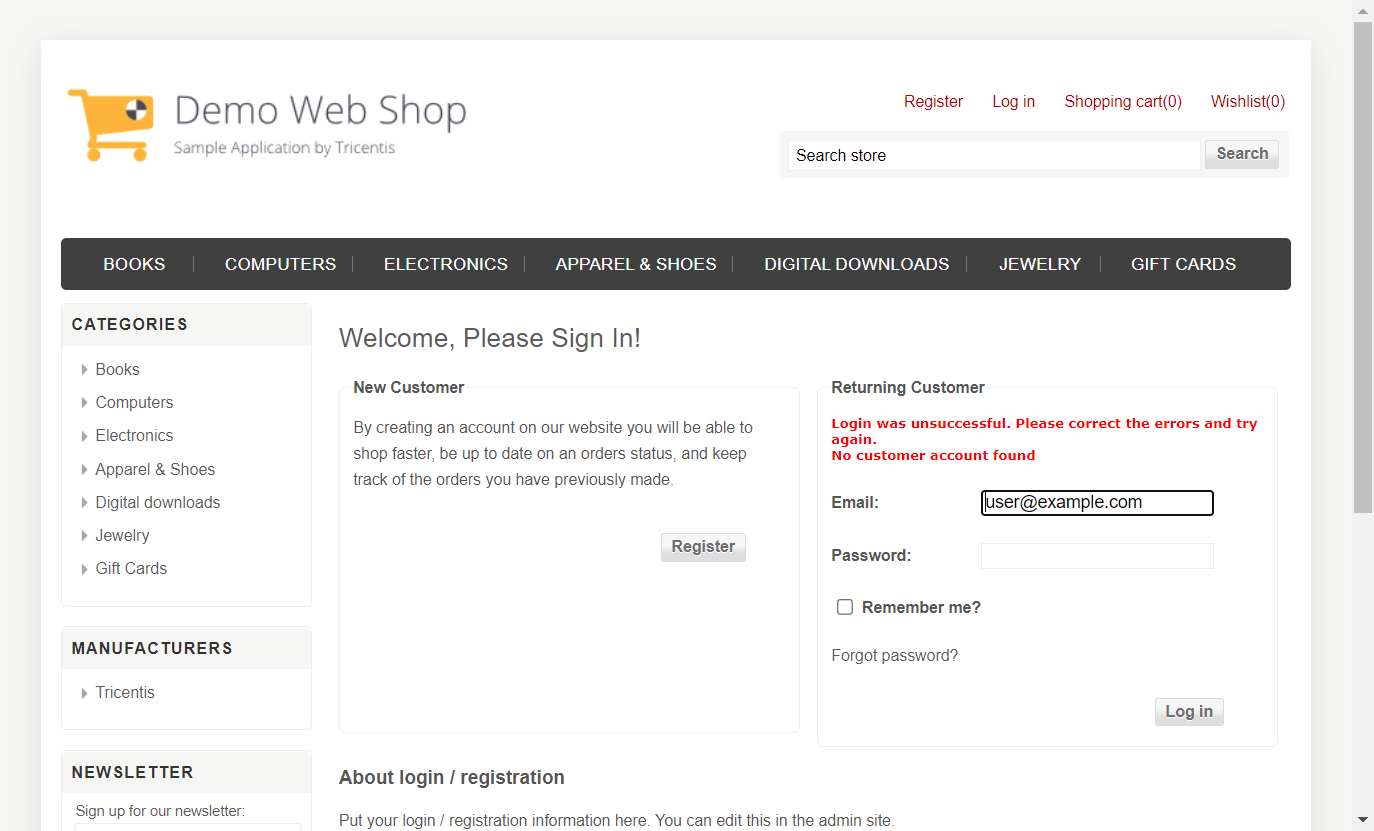 Demo Web Shop
Sample Application by Tricentis
Register Log in Shopping cart(0) Wishlist(0)
Search store Search
BOOKS COMPUTERS ELECTRONICS APPAREL & SHOES DIGITAL DOWNLOADS JEWELRY GIFT CARDS
CATEGORIES
Books
Computers
Electronics
Apparel & Shoes
Digital downloads
Jewelry
Gift Cards
MANUFACTURERS
Tricentis
NEWSLETTER
Sign up for our newsletter:
Welcome, Please Sign In!
New Customer
By creating an account on our website you will be able to
shop faster, be up to date on an orders status, and keep
track of the orders you have previously made.
Register
Returning Customer
Login was unsuccessful. Please correct the errors and try
again.
No customer account found
Email: user@example.com
Password:
Remember me?
Forgot password?
Log in
About login / registration
Put your login / registration information here. You can edit this in the admin site.